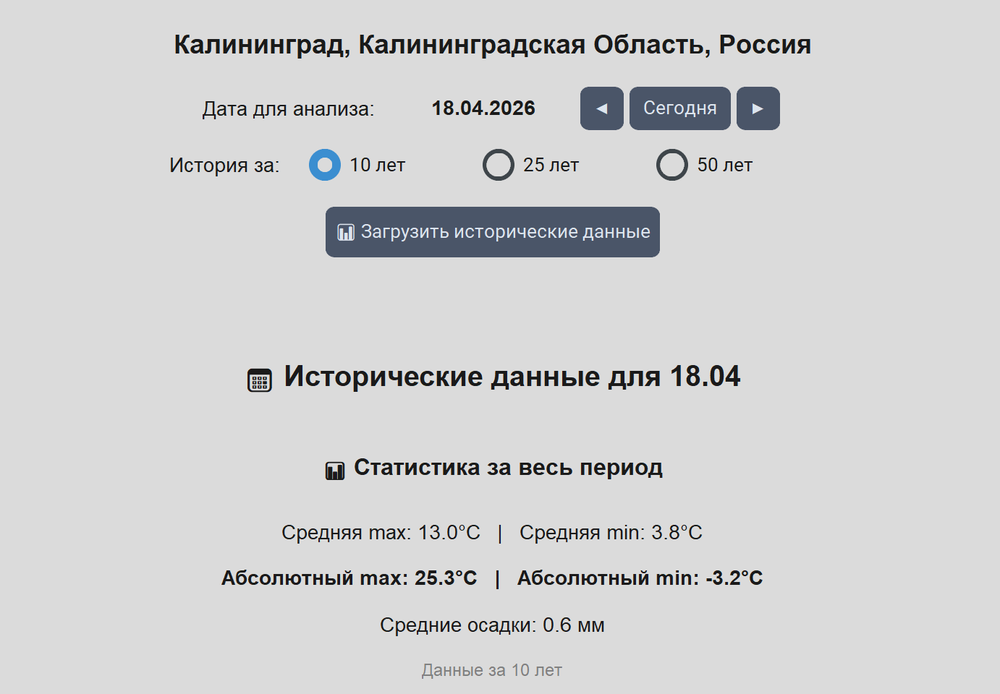 Калининград, Калининградская Область, Россия
Дата для анализа: 18.04.2026 ◄ Сегодня ►
История за: 10 лет 25 лет 50 лет
Загрузить исторические данные
Исторические данные для 18.04
Статистика за весь период
Средняя max: 13.0°C | Средняя min: 3.8°C
Абсолютный max: 25.3°C | Абсолютный min: -3.2°C
Средние осадки: 0.6 мм
Данные за 10 лет